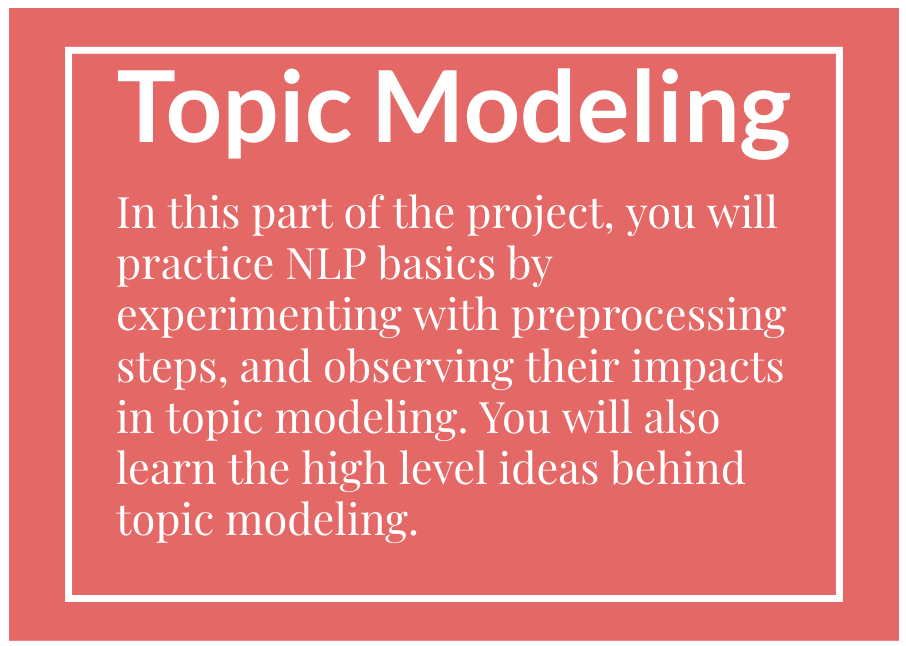 Topic Modeling
In this part of the project, you will
practice NLP basics by
experimenting with preprocessing
steps, and observing their impacts
in topic modeling. You will also
learn the high level ideas behind
topic modeling.